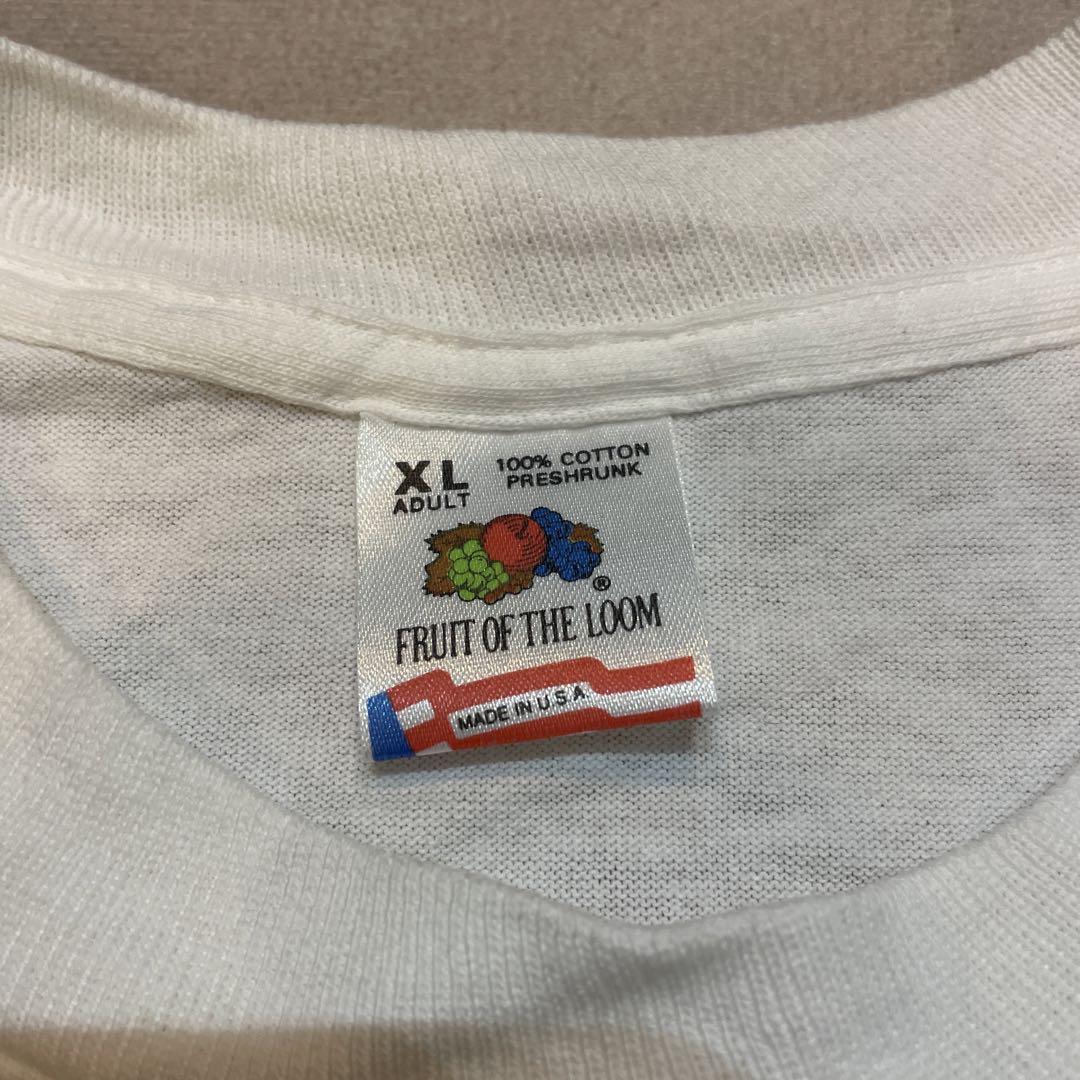 XL
ADULT
100% COTTON
PRESHRUNK
®
FRUIT OF THE LOOM
MADE IN U.S.A